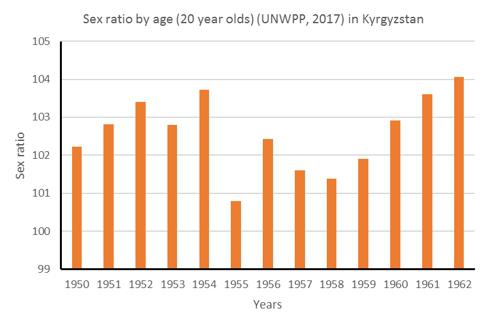 Sex ratio by age (20 year olds) (UNWPP, 2017) in Kyrgyzstan
105
104
103
102
101
100
99
Sex ratio
1950 1951 1952 1953 1954 1955 1956 1957 1958 1959 1960 1961 1962
Years